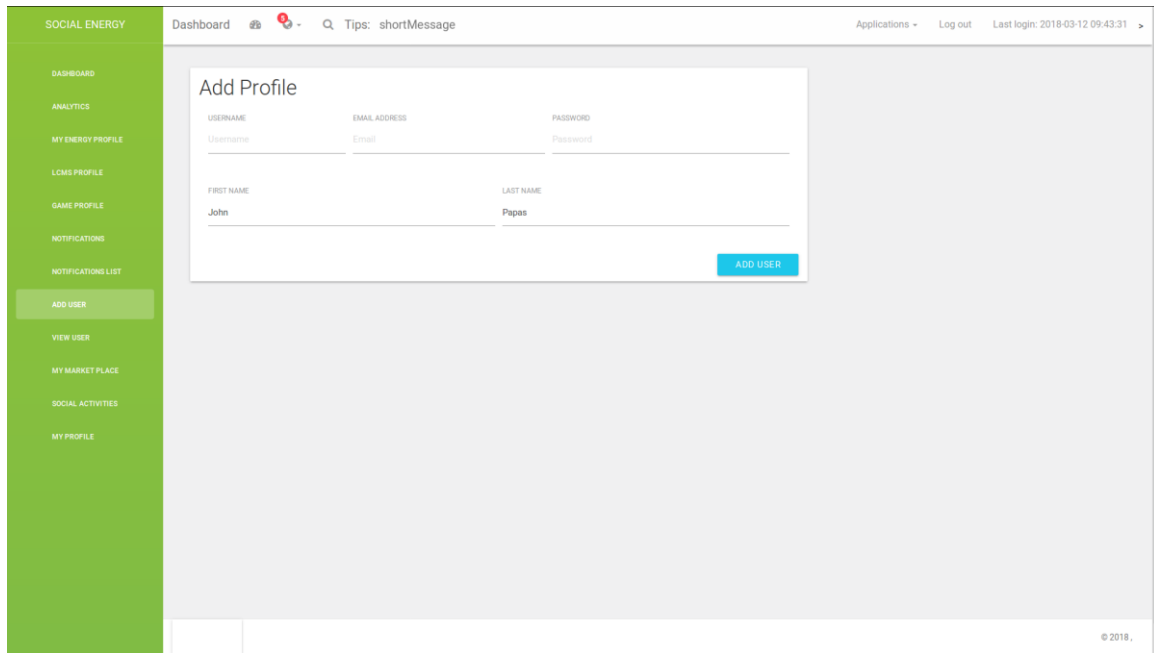 SOCIAL ENERGY
Dashboard 5 Tips: shortMessage Applications Log out Last login: 2018-03-12 09:43:31 >
DASHBOARD
ANALYTICS
MY ENERGY PROFILE
LCMS PROFILE
GAME PROFILE
NOTIFICATIONS
NOTIFICATIONS LIST
ADD USER
VIEW USER
MY MARKET PLACE
SOCIAL ACTIVITIES
MY PROFILE
Add Profile
USERNAME EMAIL ADDRESS PASSWORD
Username Email Password
FIRST NAME LAST NAME
John Papas
ADD USER
© 2018 ,